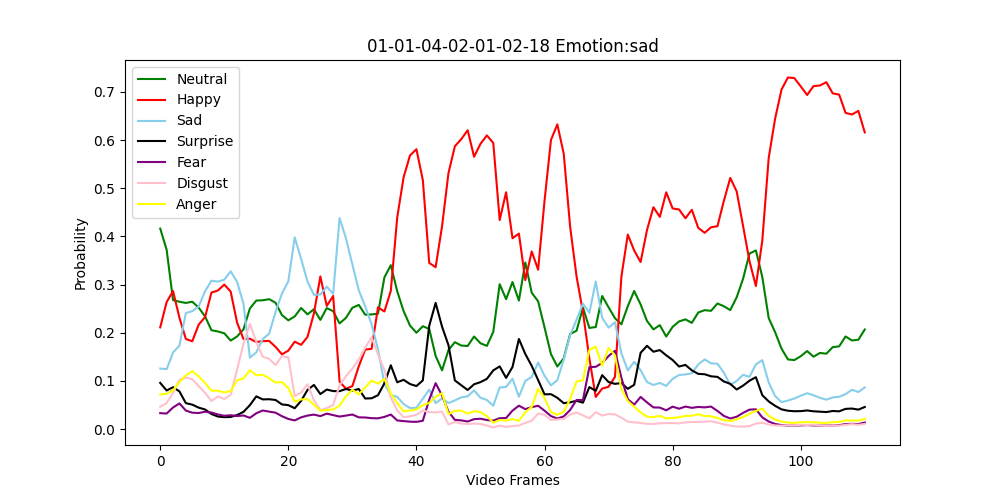 01-01-04-02-01-02-18 Emotion:sad
Neutral
Happy
Sad
Surprise
Fear
Disgust
Anger
Probability
0.7
0.6
0.5
0.4
0.3
0.2
0.1
0.0
0 20 40 60 80 100
Video Frames